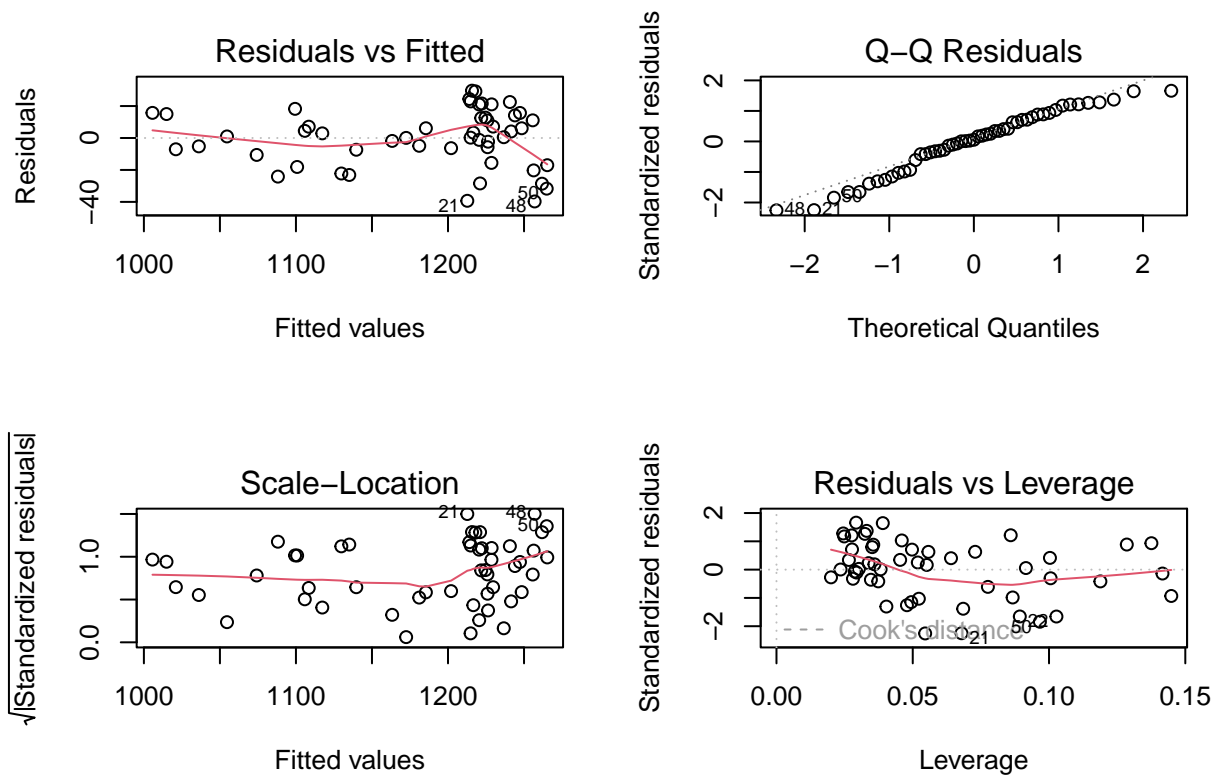 Residuals vs Fitted
Residuals
0
−40
21
50
48
1000
1100
1200
Fitted values
Q−Q Residuals
Standardized residuals
2
0
−2
48
21
50
−2
−1
0
1
2
Theoretical Quantiles
Scale−Location
√|Standardized residuals|
1.0
0.0
21
48
50
1000
1100
1200
Fitted values
Residuals vs Leverage
Standardized residuals
2
0
−2
Cook's distance
21
50
0.00
0.05
0.10
0.15
Leverage